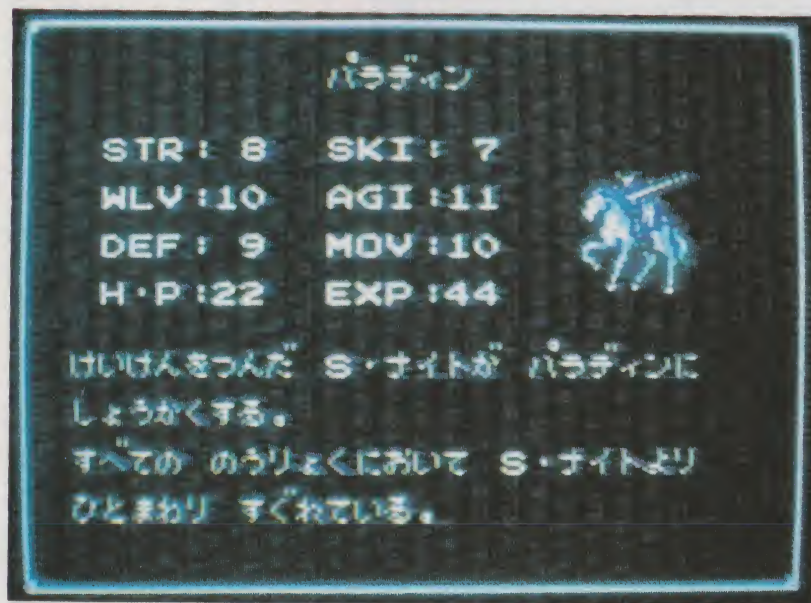 パラディン
STR: 8 SKI: 7
WLV:10 AGI:11
DEF: 9 MOV:10
H・P:22 EXP:44
けいけんをつんだ S・ナイトが パラディンに
しょうかくする。
すべての のうりょくにおいて S・ナイトより
ひとまわり すぐれている。